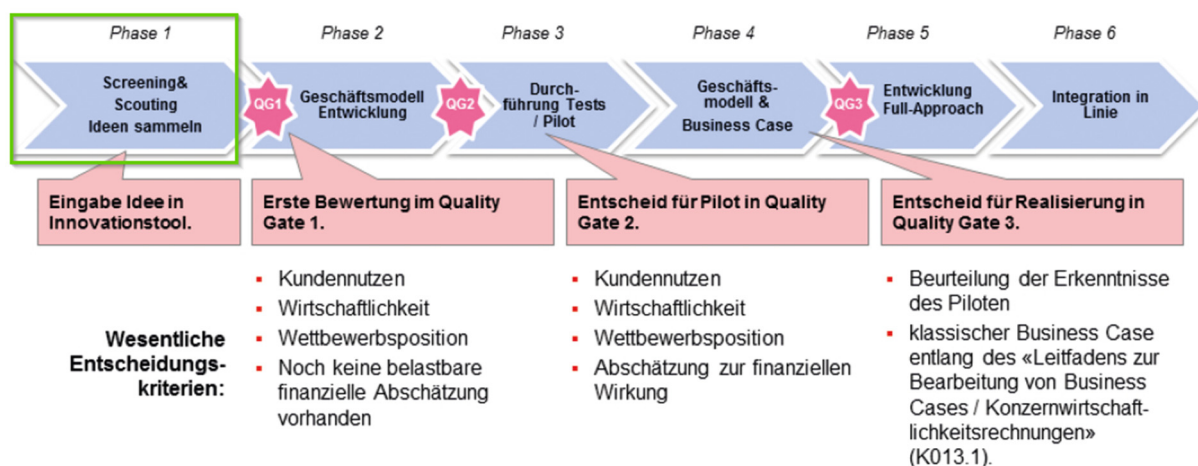 Phase 1
Phase 2
Phase 3
Phase 4
Phase 5
Phase 6
Screening&
Scouting
Ideen sammeln
QG1
Geschäftsmodell
Entwicklung
QG2
Durch-
führung Tests
/ Pilot
Geschäfts-
modell &
Business Case
QG3
Entwicklung
Full-Approach
Integration in
Linie
Eingabe Idee in
Innovationstool.
Erste Bewertung im Quality
Gate 1.
Entscheid für Pilot in Quality
Gate 2.
Entscheid für Realisierung in
Quality Gate 3.
Wesentliche
Entscheidungs-
kriterien:
▪ Kundennutzen
▪ Wirtschaftlichkeit
▪ Wettbewerbsposition
▪ Noch keine belastbare
finanzielle Abschätzung
vorhanden
▪ Kundennutzen
▪ Wirtschaftlichkeit
▪ Wettbewerbsposition
▪ Abschätzung zur finanziellen
Wirkung
▪ Beurteilung der Erkenntnisse
des Piloten
▪ klassischer Business Case
entlang des «Leitfadens zur
Bearbeitung von Business
Cases / Konzernwirtschaft-
lichkeitsrechnungen»
(K013.1).